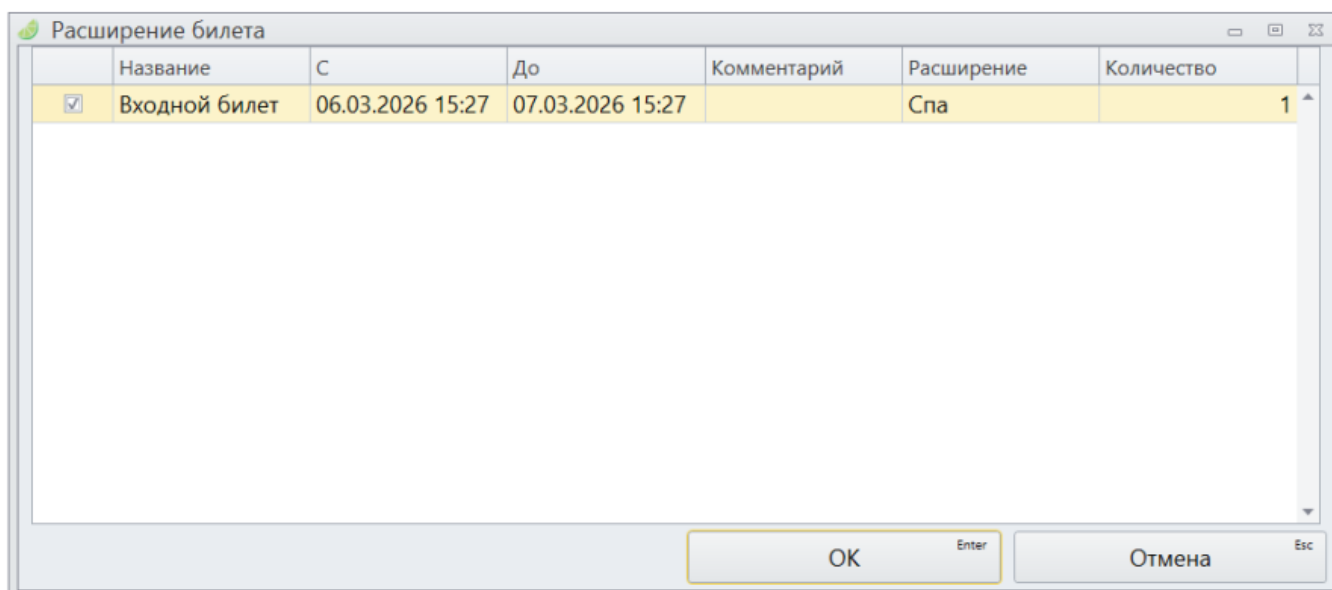 Расширение билета
Название С До Комментарий Расширение Количество
Входной билет 06.03.2026 15:27 07.03.2026 15:27 Спа 1
ОК Enter Отмена Esc